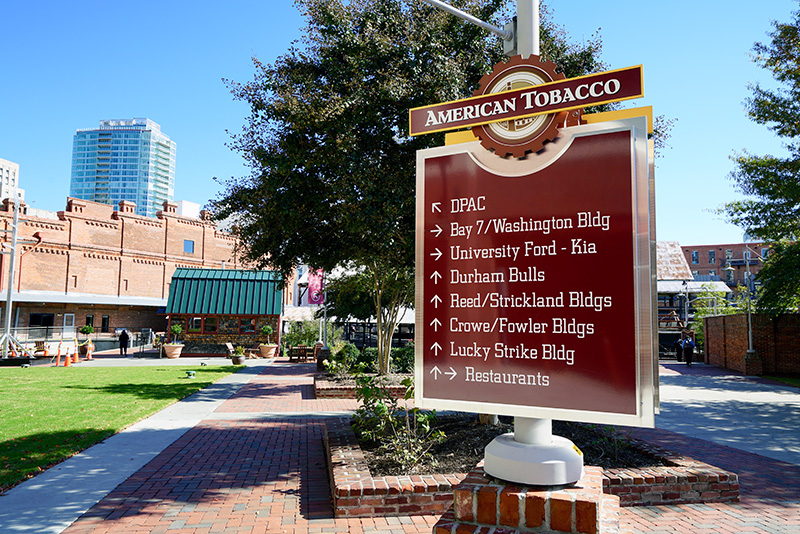 AMERICAN TOBACCO
↖ DPAC
→ Bay 7/Washington Bldg
→ University Ford - Kia
↑ Durham Bulls
↑ Reed/Strickland Bldgs
↑ Crowe/Fowler Bldgs
↑ Lucky Strike Bldg
↑ → Restaurants